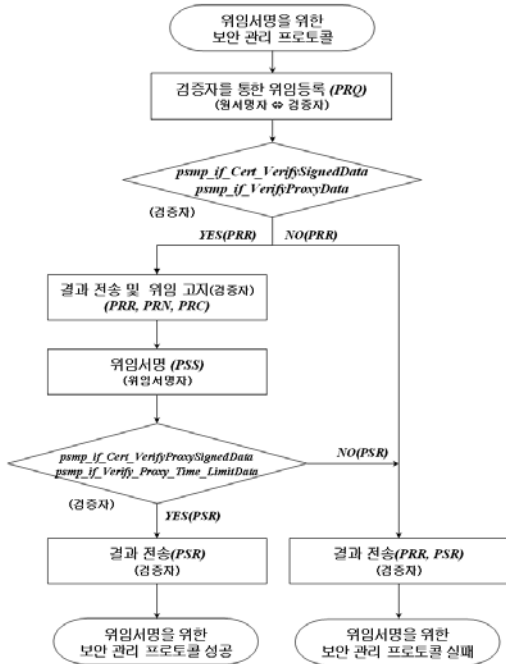 위임서명을 위한
보안 관리 프로토콜
검증자를 통한 위임등록 (PRQ)
(원서명자 ⇔ 검증자)
psmp_if_Cert_VerifySignedData
psmp_if_VerifyProxyData
(검증자)
YES(PRR) NO(PRR)
결과 전송 및 위임 고지(검증자)
(PRR, PRN, PRC)
위임서명 (PSS)
(위임서명자)
psmp_if_Cert_VerifyProxySignedData
psmp_if_Verify_Proxy_Time_LimitData
NO(PSR)
(검증자)
YES(PSR)
결과 전송(PSR)
(검증자)
결과 전송(PRR, PSR)
(검증자)
위임서명을 위한
보안 관리 프로토콜 성공
위임서명을 위한
보안 관리 프로토콜 실패